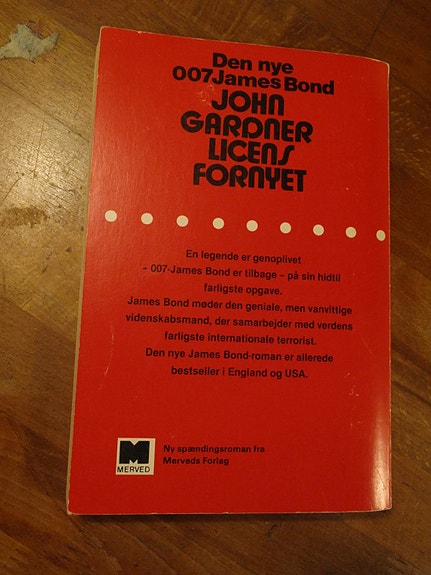 Den nye
007 James Bond
JOHN
GARDNER
LICENS
FORNYET
En legende er genoplivet
– 007-James Bond er tilbage – på sin hidtil
farligste opgave.
James Bond møder den geniale, men vanvittige
videnskabsmand, der samarbejder med verdens
farligste internationale terrorist.
Den nye James Bond-roman er allerede
bestseller i England og USA.
M
MERVED
Ny spændingsroman fra
Merveds Forlag